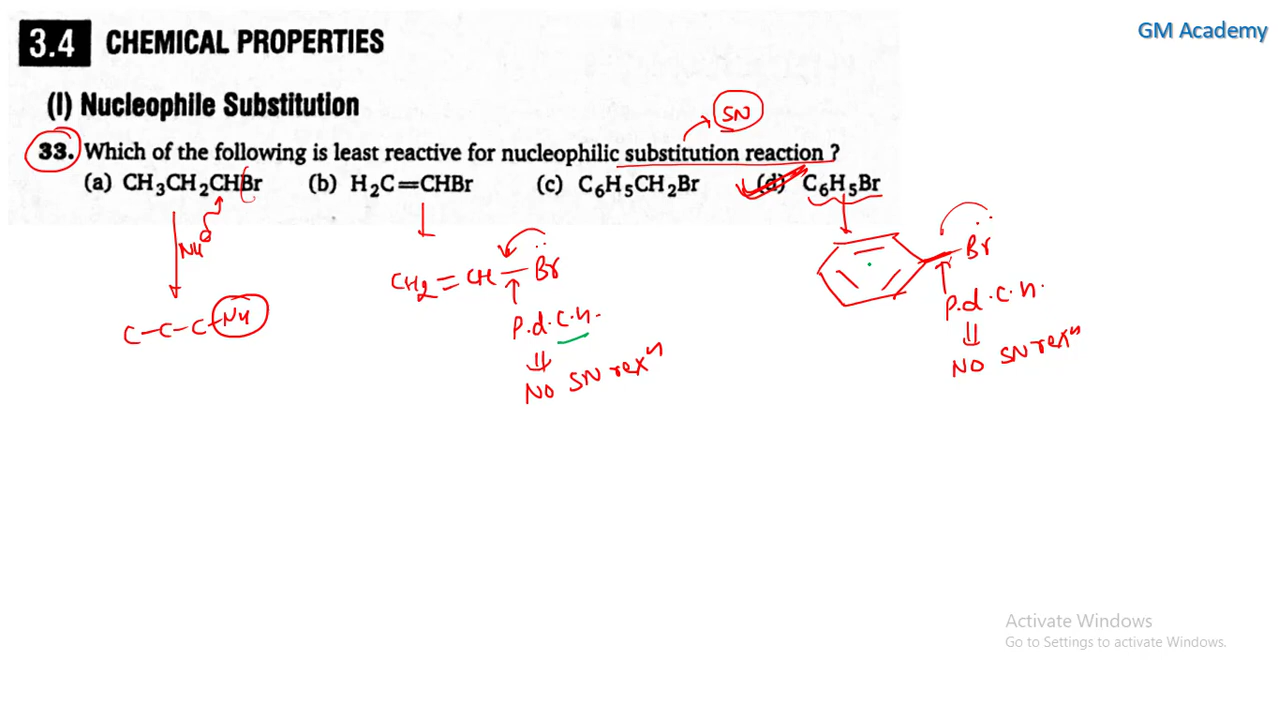 GM Academy
3.4 CHEMICAL PROPERTIES
(I) Nucleophile Substitution
SN
33. Which of the following is least reactive for nucleophilic substitution reaction ?
(a) CH₃CH₂CHBr (b) H₂C=CHBr (c) C₆H₅CH₂Br (d) C₆H₅Br
Nu
C-C-C-Nu
CH₂=CH-Br
P.d.C.n.
NO SN rexⁿ
Br
P.d.C.n.
NO SN rexⁿ
Activate Windows
Go to Settings to activate Windows.